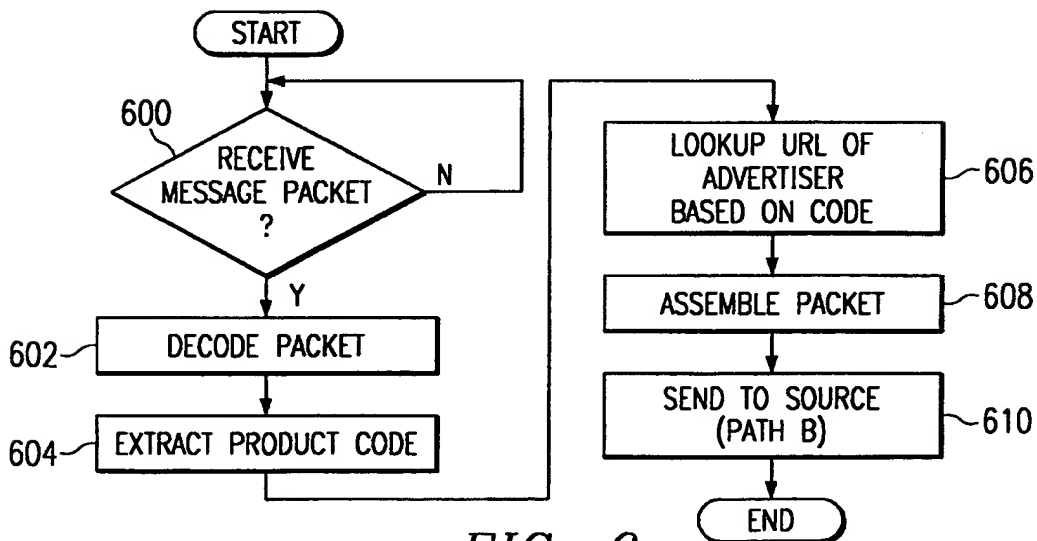 START
600
RECEIVE
MESSAGE PACKET
?
N
Y
602
DECODE PACKET
604
EXTRACT PRODUCT CODE
LOOKUP URL OF
ADVERTISER
BASED ON CODE
606
ASSEMBLE PACKET
608
SEND TO SOURCE
(PATH B)
610
END
FIG.